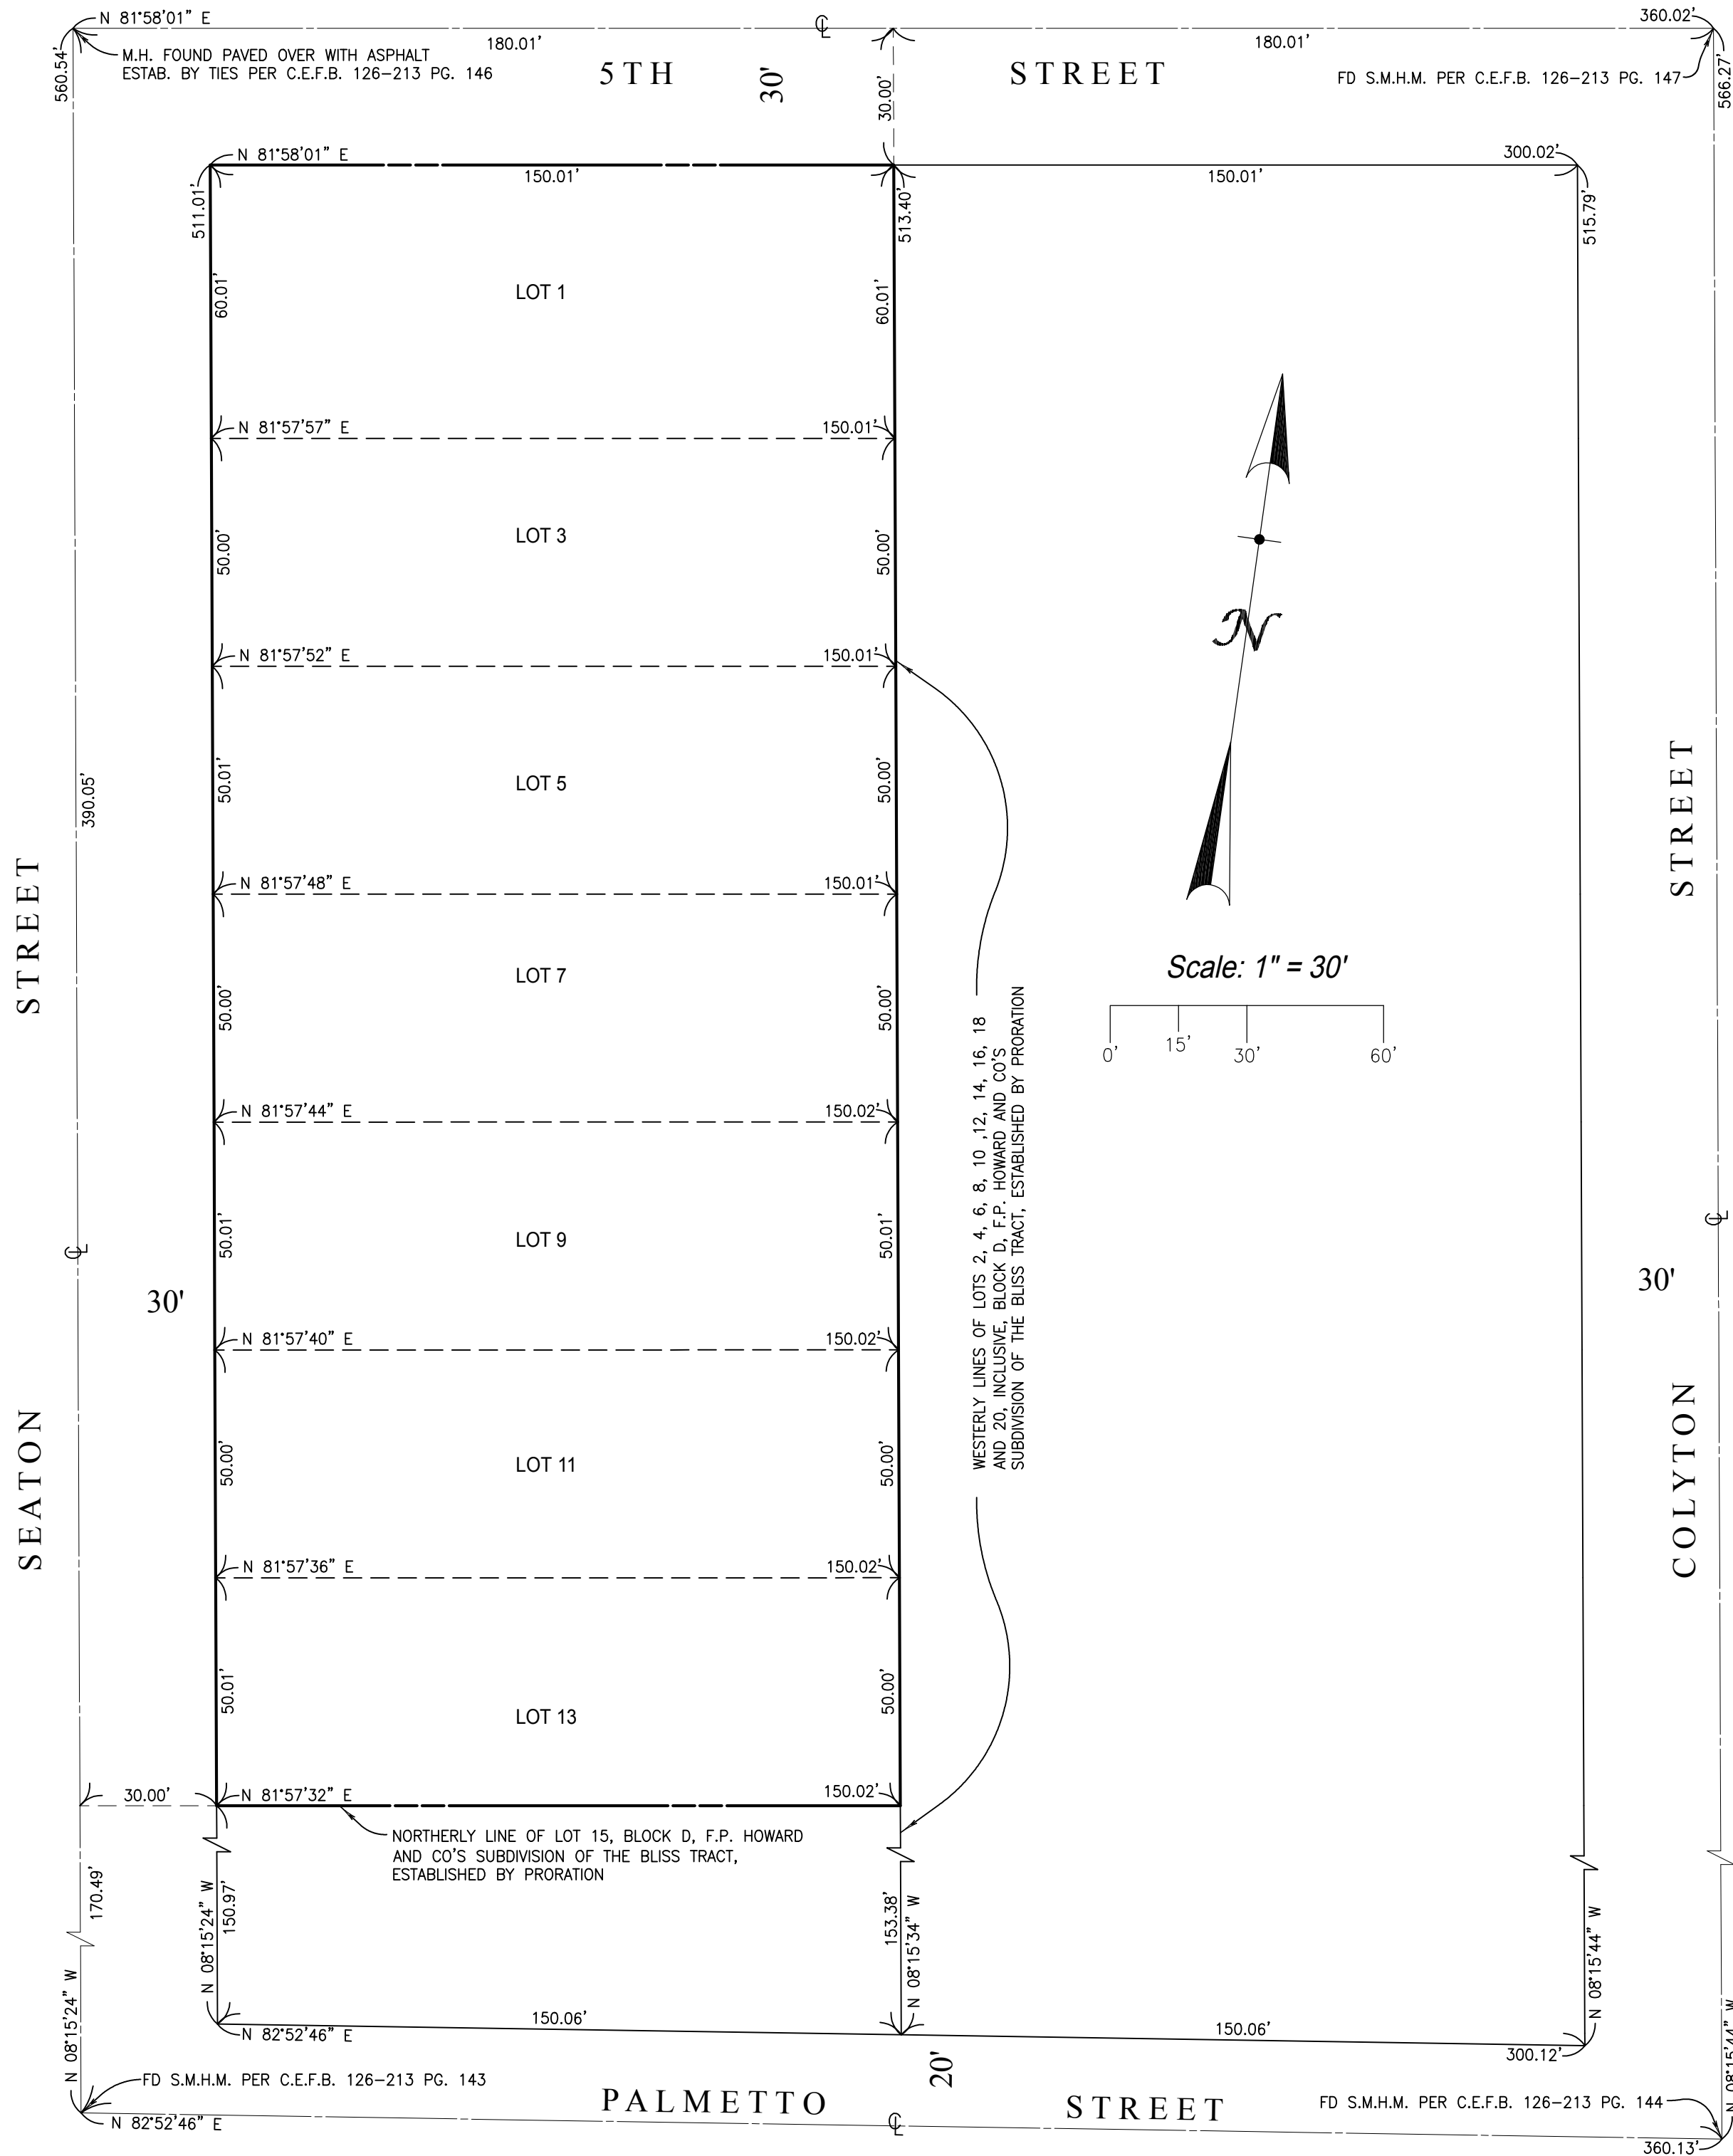 N 81°58'01" E
360.02'
M.H. FOUND PAVED OVER WITH ASPHALT
ESTAB. BY TIES PER C.E.F.B. 126-213 PG. 146
180.01'
℄
180.01'
560.54'
5TH
30'
30.00'
STREET
FD S.M.H.M. PER C.E.F.B. 126-213 PG. 147
566.27'
N 81°58'01" E
150.01'
300.02'
150.01'
511.01'
513.40'
515.79'
60.01'
LOT 1
60.01'
N 81°57'57" E
150.01'
50.00'
LOT 3
50.00'
N
N 81°57'52" E
150.01'
390.05'
50.01'
LOT 5
50.00'
STREET
STREET
N 81°57'48" E
150.01'
50.00'
LOT 7
50.00'
Scale: 1" = 30'
0'
15'
30'
60'
N 81°57'44" E
150.02'
WESTERLY LINES OF LOTS 2, 4, 6, 8, 10 ,12, 14, 16, 18
AND 20, INCLUSIVE, BLOCK D, F.P. HOWARD AND CO'S
SUBDIVISION OF THE BLISS TRACT, ESTABLISHED BY PRORATION
50.01'
LOT 9
50.01'
℄
℄
30'
30'
N 81°57'40" E
150.02'
SEATON
50.00'
LOT 11
50.00'
COLYTON
N 81°57'36" E
150.02'
50.01'
LOT 13
50.00'
30.00'
N 81°57'32" E
150.02'
NORTHERLY LINE OF LOT 15, BLOCK D, F.P. HOWARD
AND CO'S SUBDIVISION OF THE BLISS TRACT,
ESTABLISHED BY PRORATION
170.49'
N 08°15'24" W
150.97'
153.38'
N 08°15'34" W
N 08°15'44" W
N 08°15'24" W
150.06'
N 82°52'46" E
150.06'
300.12'
N 08°15'44" W
20'
FD S.M.H.M. PER C.E.F.B. 126-213 PG. 143
PALMETTO
STREET
FD S.M.H.M. PER C.E.F.B. 126-213 PG. 144
N 82°52'46" E
℄
360.13'